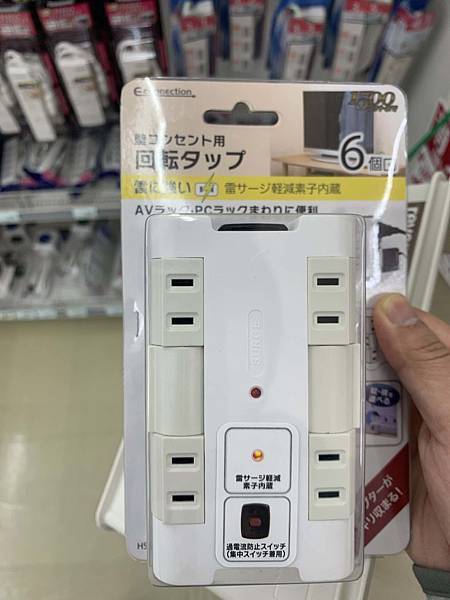 E connection
1500
壁コンセント用
回転タップ
6個口
雷に強い 雷サージ軽減素子内蔵
AVラック・PCラックまわりに便利
SURGE
雷サージ軽減
素子内蔵
過電流防止スイッチ
(集中スイッチ兼用)